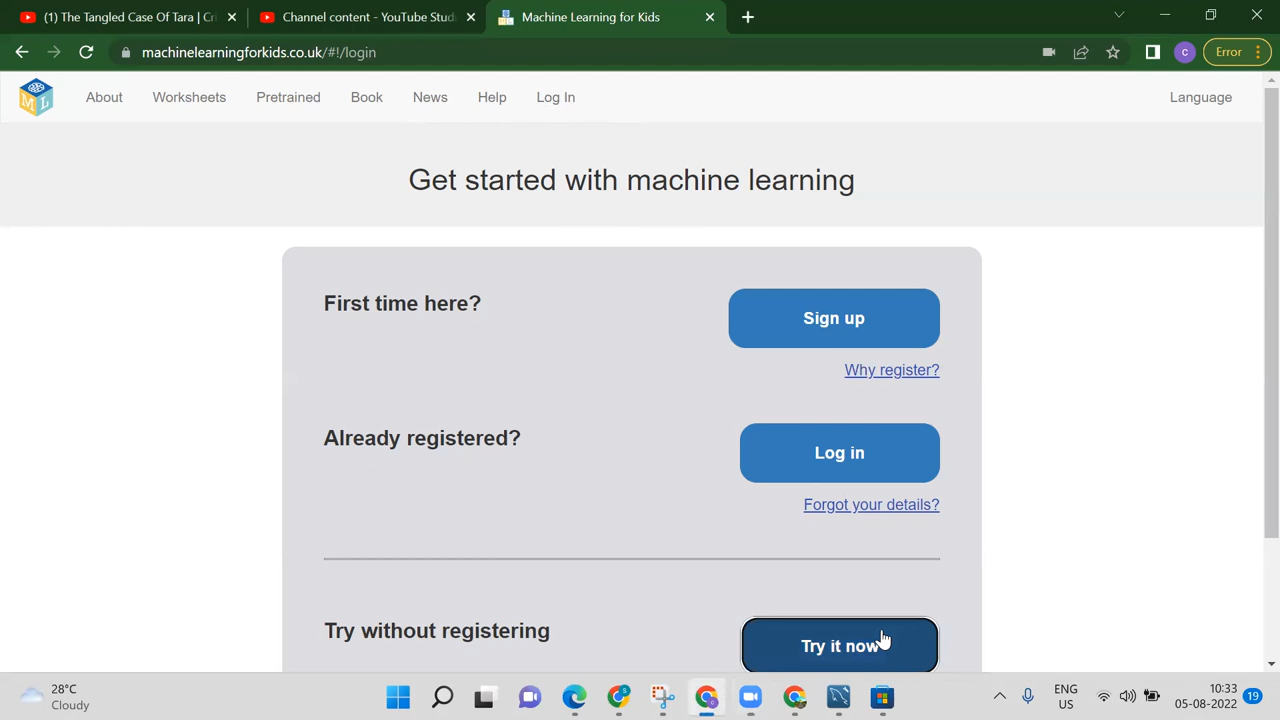 (1) The Tangled Case Of Tara | Cri
Channel content - YouTube Stud
Machine Learning for Kids
machinelearningforkids.co.uk/#!/login
C
Error
ML
About
Worksheets
Pretrained
Book
News
Help
Log In
Language
Get started with machine learning
First time here?
Sign up
Why register?
Already registered?
Log in
Forgot your details?
Try without registering
Try it now
28°C
Cloudy
S
ENG
US
10:33
05-08-2022
19